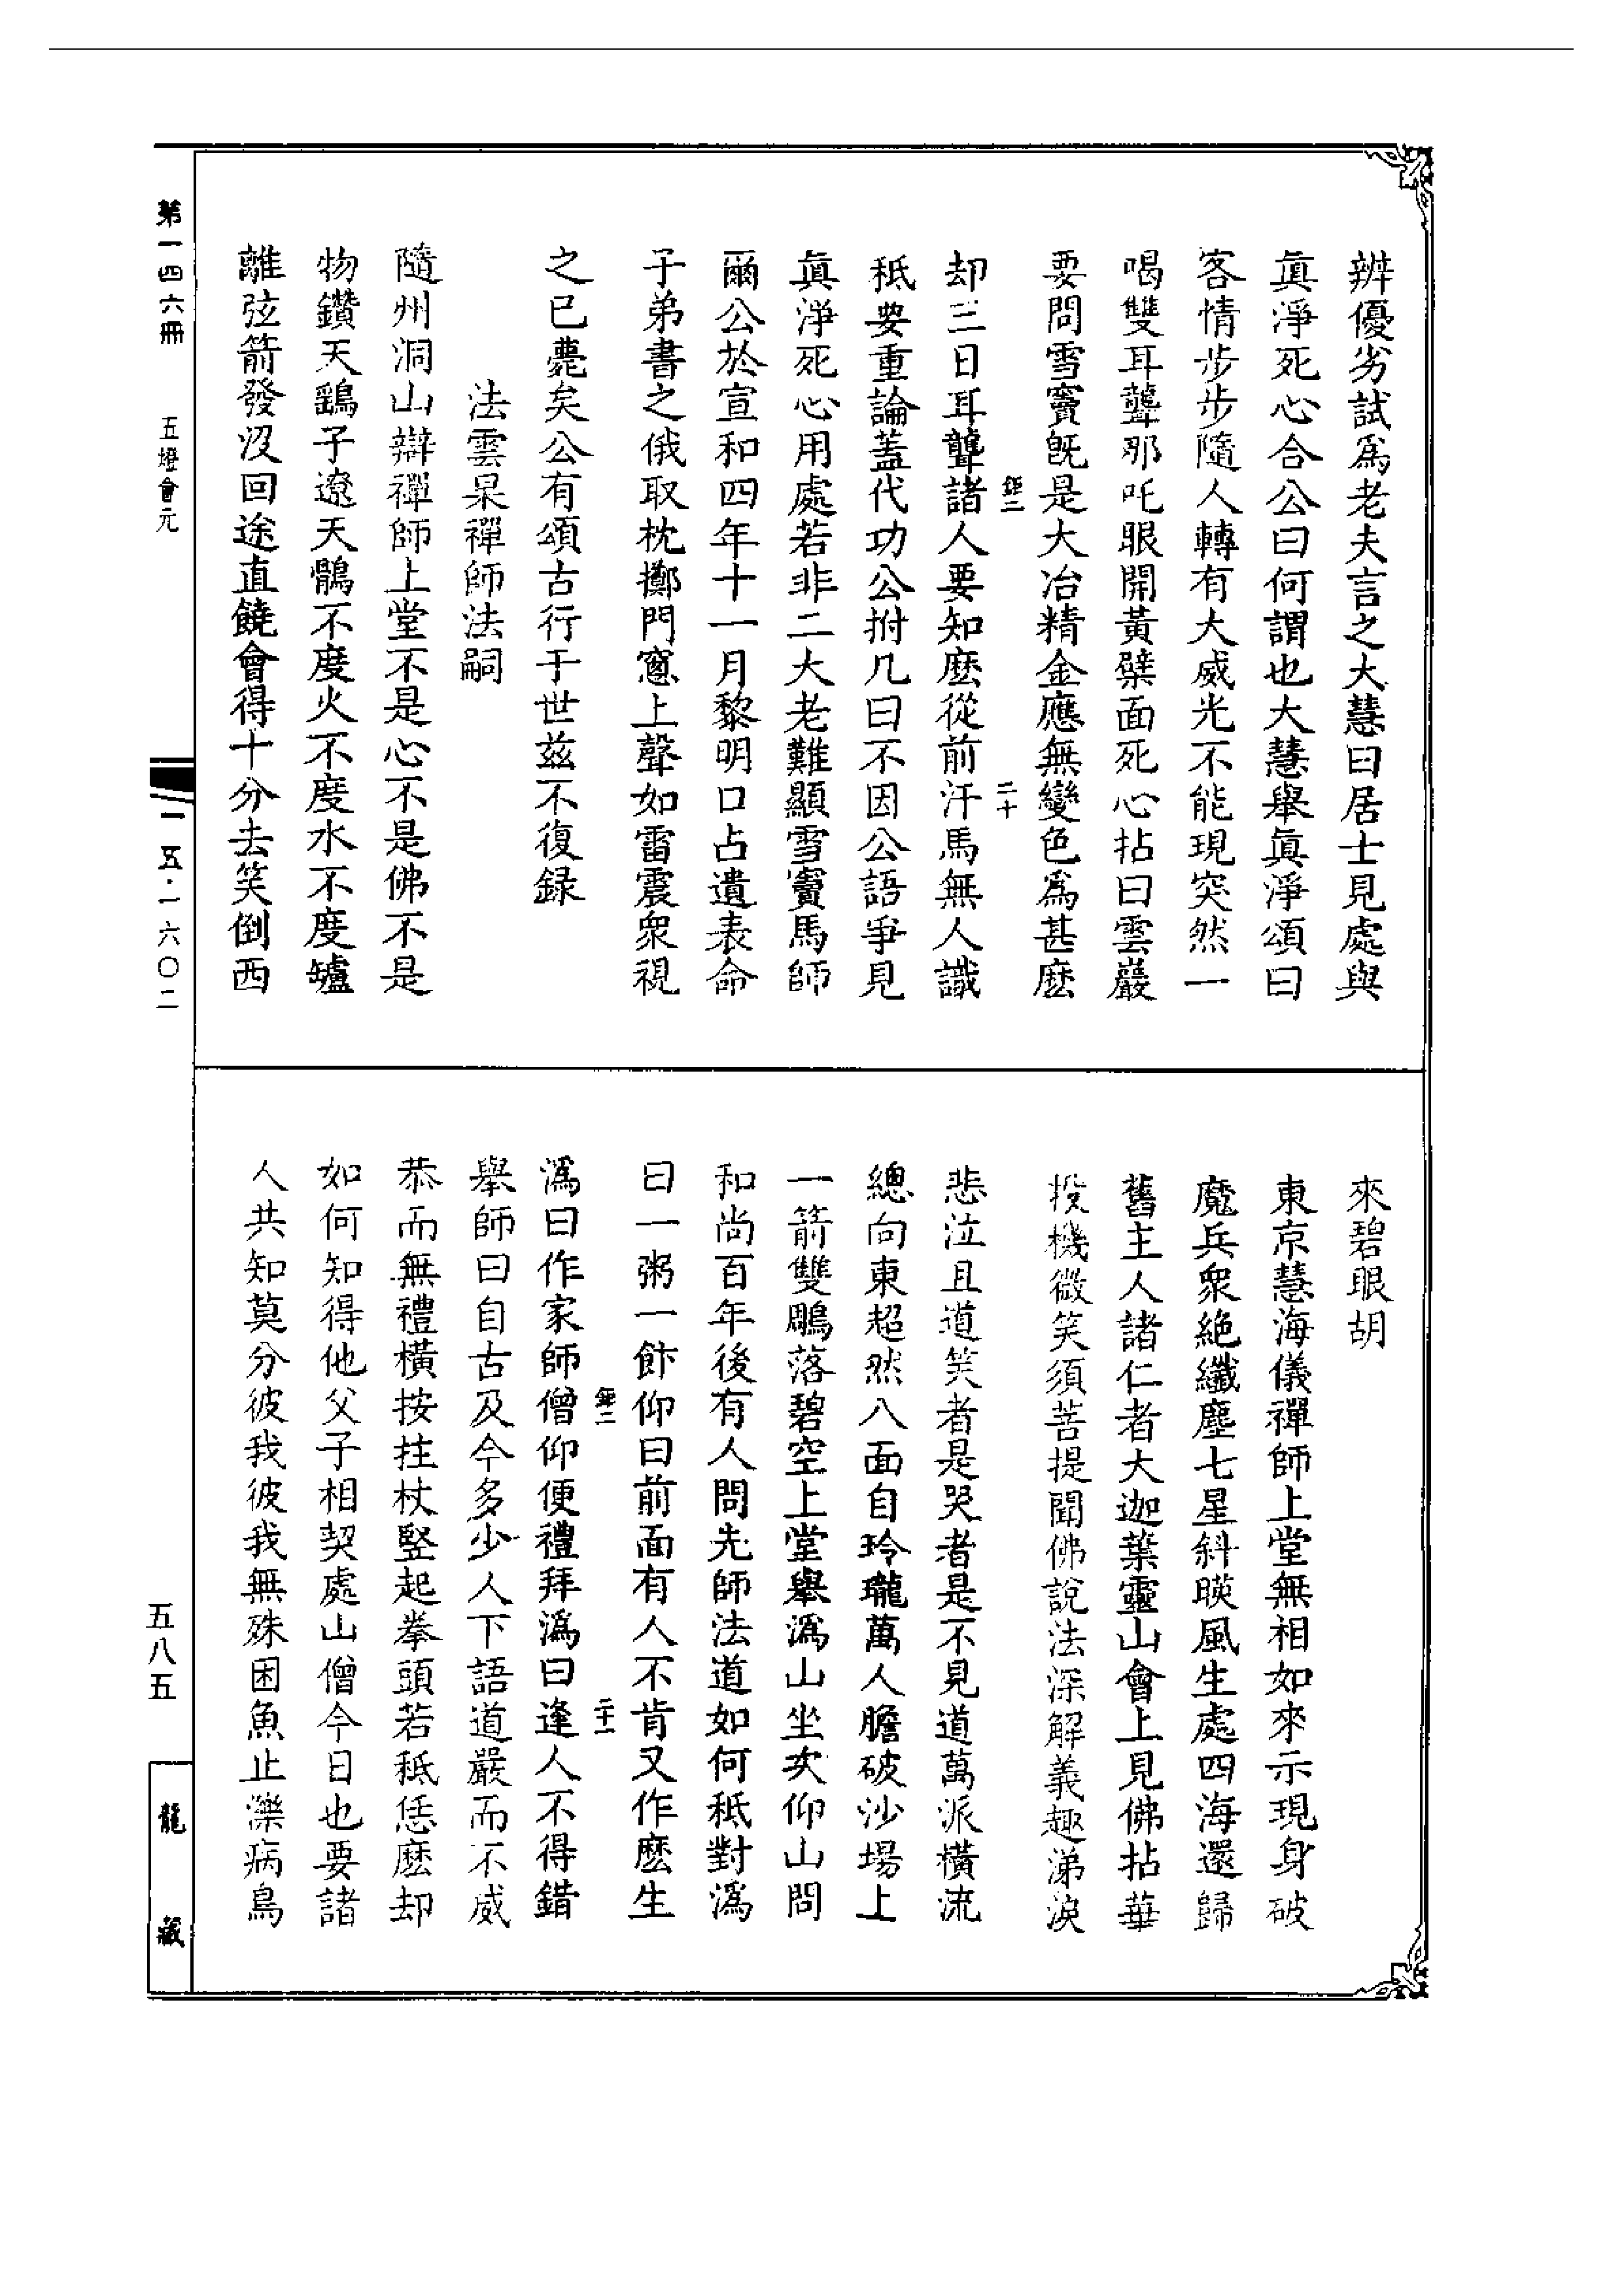 辨優劣試爲老夫言之大慧曰居士見處與
眞淨死心合公曰何謂也大慧舉眞淨頌曰
客情步步隨人轉有大威光不能現突然一
喝雙耳聾那吒眼開黃檗面死心拈曰雲巖
要問雪竇旣是大冶精金應無變色爲甚麽
鉅二 二十
却三日耳聾諸人要知麽從前汗馬無人識
秖要重論蓋代功公拊几曰不因公語爭見
眞淨死心用處若非二大老難顯雪竇馬師
爾公於宣和四年十一月黎明口占遺表命
子弟書之俄取枕擲門窻上聲如雷震衆視
之已薨矣公有頌古行于世兹不復録
法雲杲禪師法嗣
隨州洞山辯禪師上堂不是心不是佛不是
物鑽天鷂子遼天鶻不度火不度水不度鑪
離弦箭發沒回途直饒會得十分去笑倒西
來碧眼胡
東京慧海儀禪師上堂無相如來示現身破
魔兵衆絶纖塵七星斜暎風生處四海還歸
舊主人諸仁者大迦葉靈山會上見佛拈華
投機微笑須菩提聞佛說法深解義趣涕淚
悲泣且道笑者是哭者是不見道萬派横流
總向東超然八面自玲瓏萬人膽破沙場上
一箭雙鵰落碧空上堂舉潙山坐次仰山問
和尚百年後有人問先師法道如何秖對潙
曰一粥一飰仰曰前面有人不肯又作麽生
鉅二 二十一
潙曰作家師僧仰便禮拜潙曰逢人不得錯
舉師曰自古及今多少人下語道嚴而不威
恭而無禮橫按拄杖竪起拳頭若秖恁麽却
如何知得他父子相契處山僧今日也要諸
人共知莫分彼我彼我無殊困魚止濼病鳥
第一四六冊 五燈會元
一一五·一六〇二
五八五
龍藏